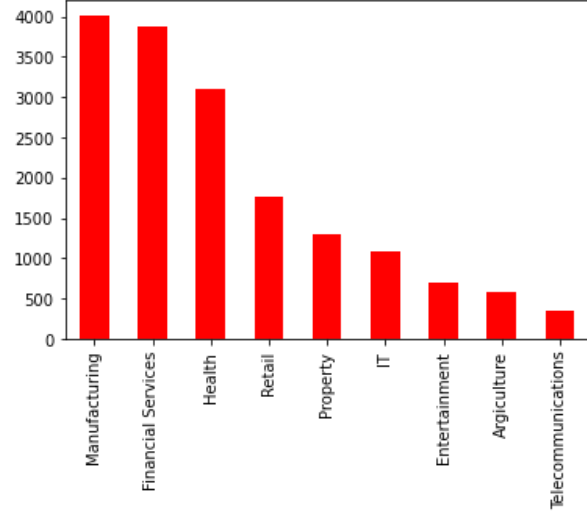 4000
3500
3000
2500
2000
1500
1000
500
0
Manufacturing
Financial Services
Health
Retail
Property
IT
Entertainment
Argiculture
Telecommunications